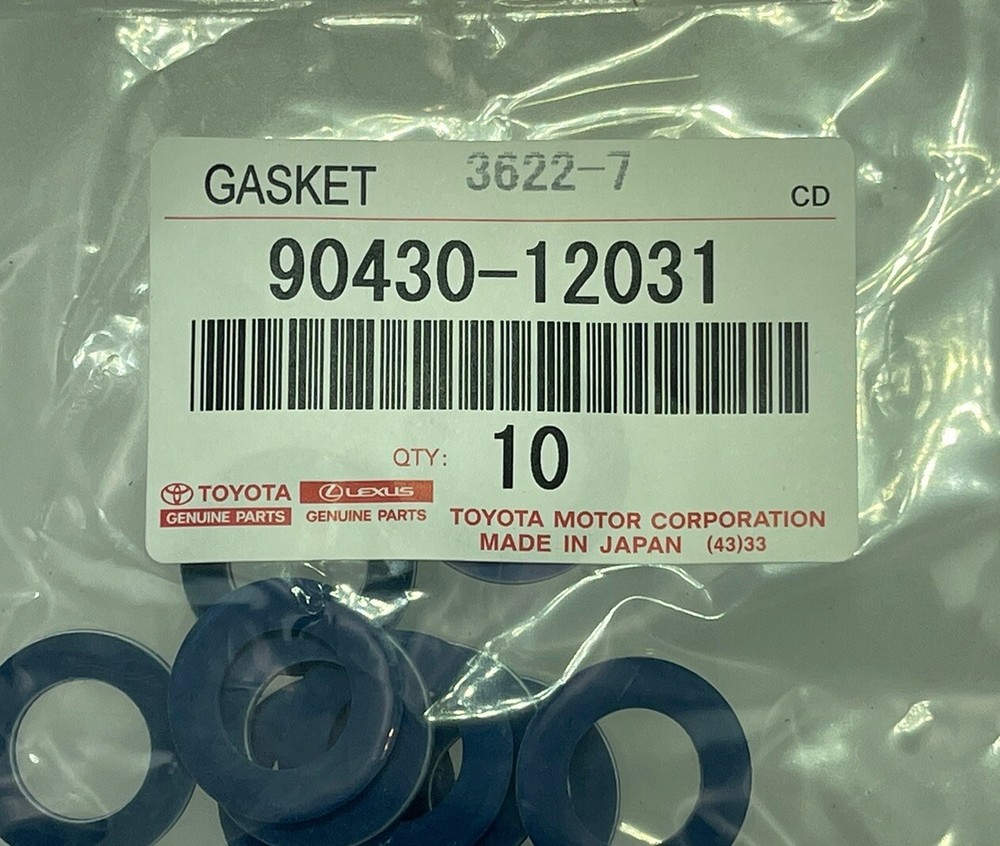 GASKET 3622-7 CD
90430-12031
QTY: 10
TOYOTA LEXUS
GENUINE PARTS GENUINE PARTS
TOYOTA MOTOR CORPORATION
MADE IN JAPAN (43)33